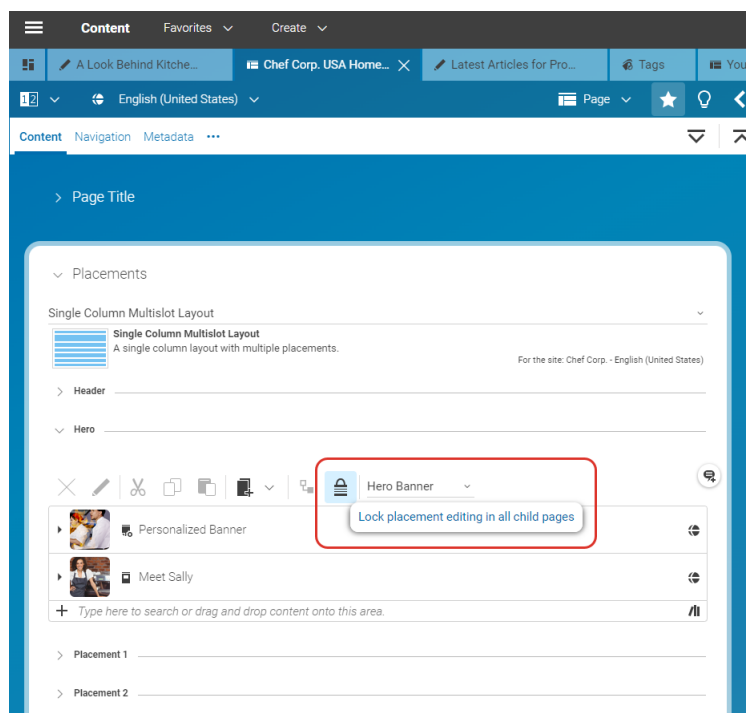 Content Favorites Create
A Look Behind Kitche... Chef Corp. USA Home... Latest Articles for Pro... Tags You
12 English (United States) Page
Content Navigation Metadata ...
Page Title
Placements
Single Column Multislot Layout
Single Column Multislot Layout
A single column layout with multiple placements.
For the site: Chef Corp. - English (United States)
Header
Hero
Hero Banner
Lock placement editing in all child pages
Personalized Banner
Meet Sally
Type here to search or drag and drop content onto this area.
Placement 1
Placement 2